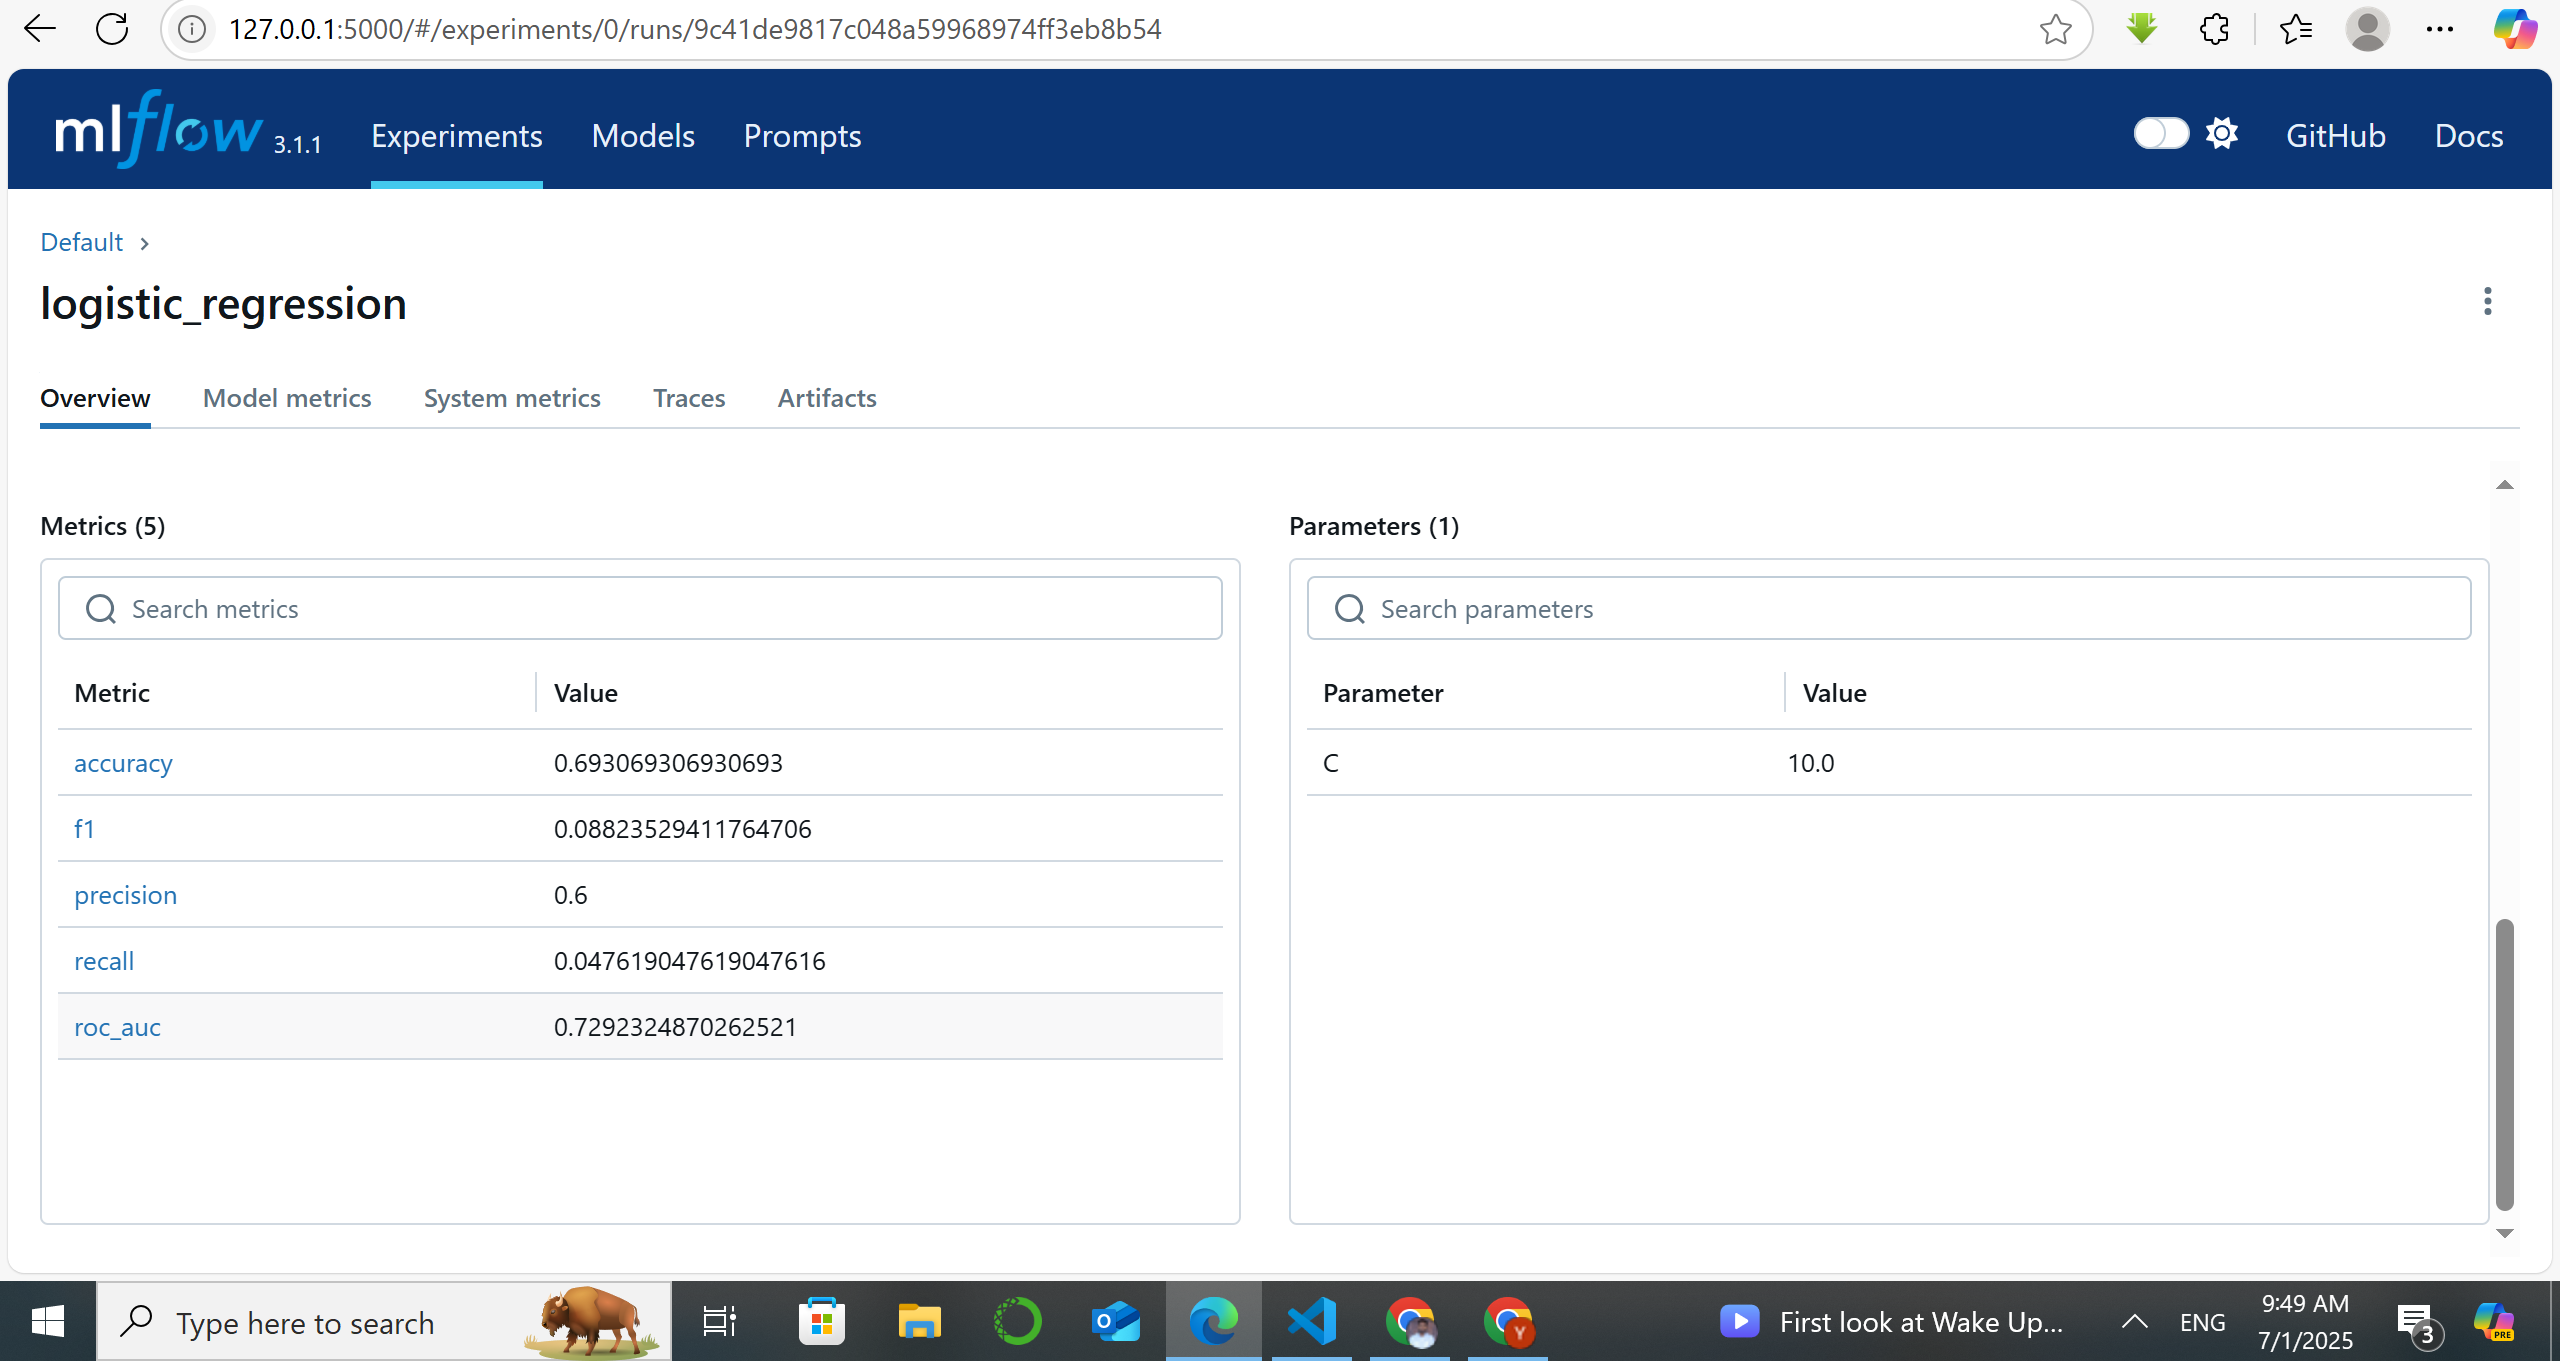 127.0.0.1:5000/#/experiments/0/runs/9c41de9817c048a59968974ff3eb8b54
mlflow 3.1.1 Experiments Models Prompts GitHub Docs
Default
logistic_regression
Overview Model metrics System metrics Traces Artifacts
Metrics (5) Parameters (1)
Search metrics Search parameters
Metric Value Parameter Value
accuracy 0.693069306930693 C 10.0
f1 0.08823529411764706
precision 0.6
recall 0.047619047619047616
roc_auc 0.7292324870262521
Type here to search O Y First look at Wake Up... ENG 9:49 AM 3 PRE
7/1/2025